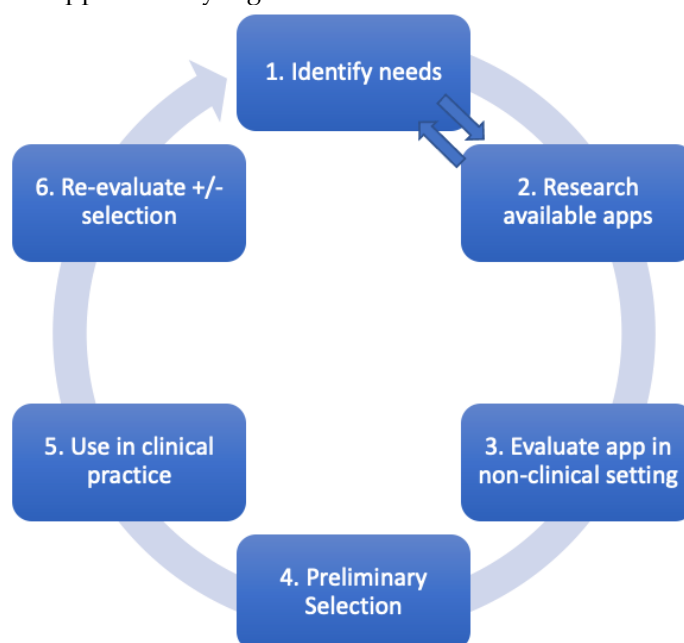 1. Identify needs
2. Research
available apps
3. Evaluate app in
non-clinical setting
4. Preliminary
Selection
5. Use in clinical
practice
6. Re-evaluate +/-
selection